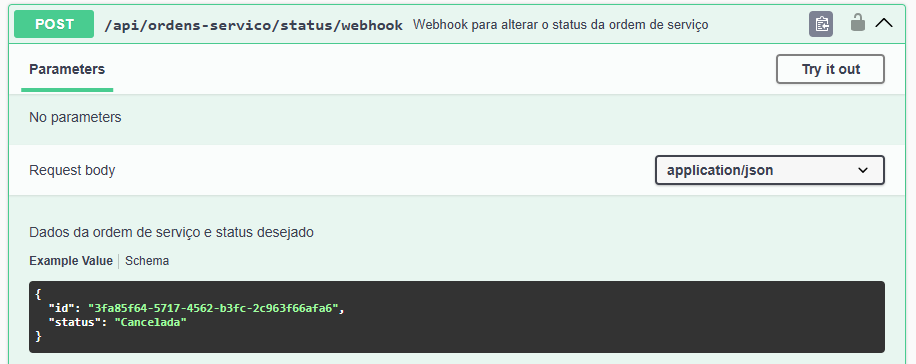 POST /api/ordens-servico/status/webhook Webhook para alterar o status da ordem de serviço
Parameters Try it out
No parameters
Request body application/json
Dados da ordem de serviço e status desejado
Example Value Schema
{
"id": "3fa85f64-5717-4562-b3fc-2c963f66afa6",
"status": "Cancelada"
}